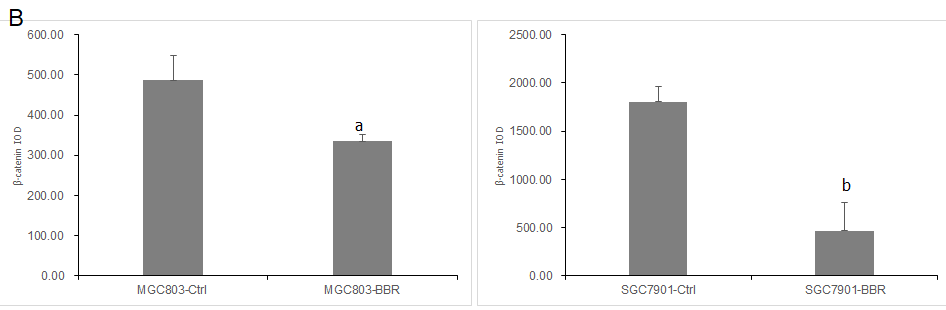 B
600.00
500.00
400.00
300.00
200.00
100.00
0.00
β-catenin IOD
a
MGC803-Ctrl MGC803-BBR
2500.00
2000.00
1500.00
1000.00
500.00
0.00
β-catenin IOD
b
SGC7901-Ctrl SGC7901-BBR